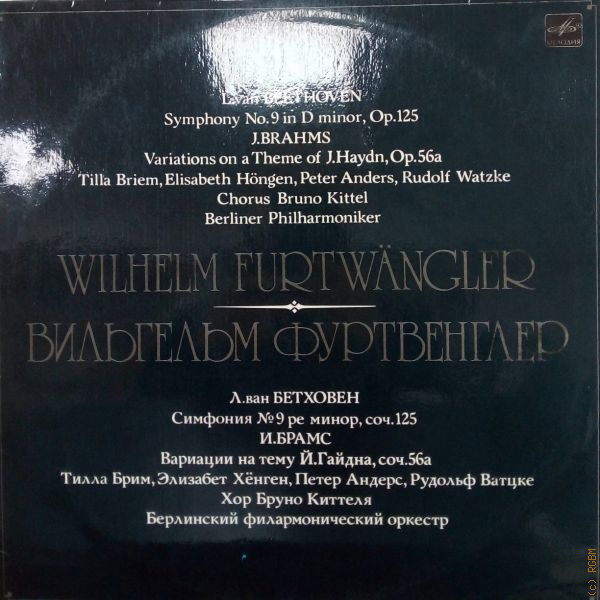 МЕЛОДИЯ
L.van BEETHOVEN
Symphony No.9 in D minor, Op.125
J.BRAHMS
Variations on a Theme of J.Haydn, Op.56a
Tilla Briem, Elisabeth Höngen, Peter Anders, Rudolf Watzke
Chorus Bruno Kittel
Berliner Philharmoniker
WILHELM FURTWÄNGLER
ВИЛЬГЕЛЬМ ФУРТВЕНГЛЕР
Л.ван БЕТХОВЕН
Симфония №9 ре минор, соч.125
И.БРАМС
Вариации на тему Й.Гайдна, соч.56а
Тилла Брим, Элизабет Хёнген, Петер Андерс, Рудольф Ватцке
Хор Бруно Киттеля
Берлинский филармонический оркестр
(c) RGBM